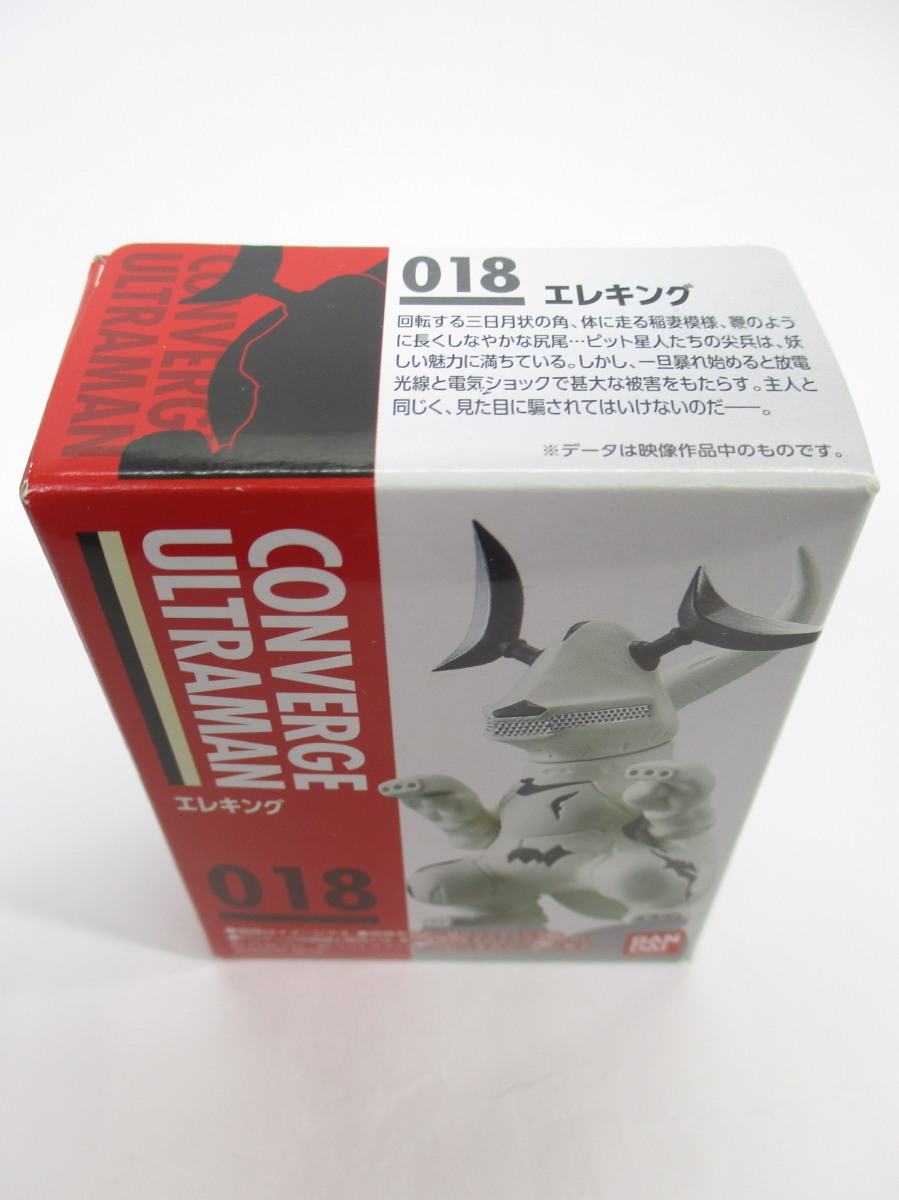 CONVERGE
ULTRAMAN
018
エレキング
回転する三日月状の角、体に走る稲妻模様、鞭のよう
に長くしなやかな尻尾…ピット星人たちの尖兵は、妖
しい魅力に満ちている。しかし、一旦暴れ始めると放電
光線と電気ショックで甚大な被害をもたらす。主人と
同じく、見た目に騙されてはいけないのだ――。
※データは映像作品中のものです。
CONVERGE
ULTRAMAN
エレキング
018
BAN
DAI